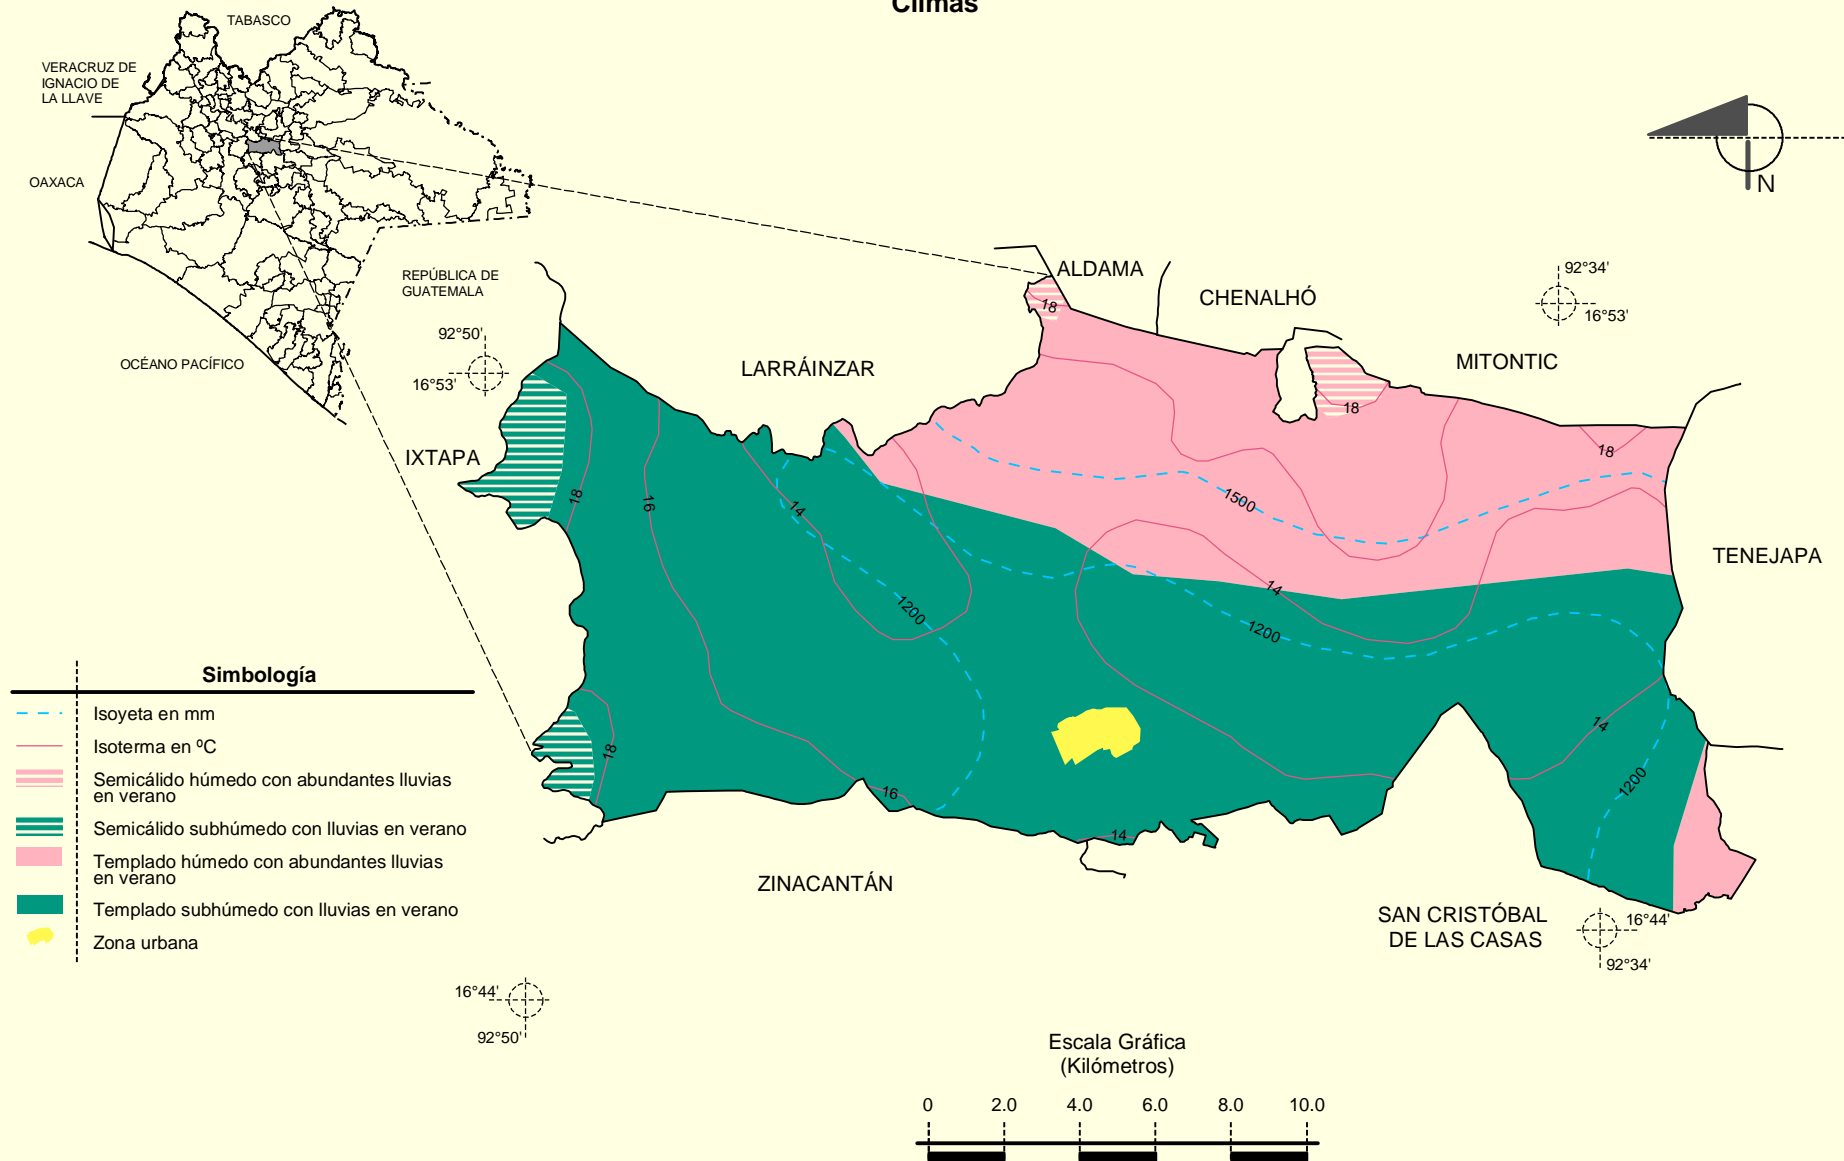 Climas
TABASCO
VERACRUZ DE
IGNACIO DE
LA LLAVE
OAXACA
REPÚBLICA DE
GUATEMALA
OCÉANO PACÍFICO
N
92°34'
16°53'
92°50'
16°53'
ALDAMA
CHENALHÓ
MITONTIC
LARRÁINZAR
IXTAPA
TENEJAPA
ZINACANTÁN
SAN CRISTÓBAL
DE LAS CASAS
18
18
18
18
16
14
1500
14
1200
1200
14
1200
18
16
14
16°44'
92°34'
16°44'
92°50'
Simbología
Isoyeta en mm
Isoterma en ºC
Semicálido húmedo con abundantes lluvias
en verano
Semicálido subhúmedo con lluvias en verano
Templado húmedo con abundantes lluvias
en verano
Templado subhúmedo con lluvias en verano
Zona urbana
Escala Gráfica
(Kilómetros)
0 2.0 4.0 6.0 8.0 10.0